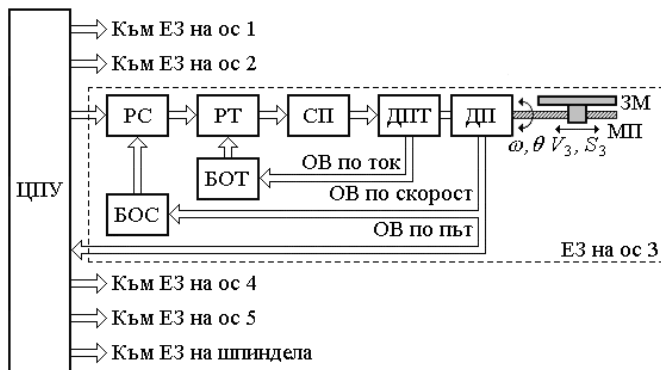 ЦПУ
Към ЕЗ на ос 1
Към ЕЗ на ос 2
РС
РТ
СП
ДПТ
ДП
ЗМ
МП
ω, θ V₃, S₃
ОВ по ток
БОТ
ОВ по скорост
БОС
ОВ по път
ЕЗ на ос 3
Към ЕЗ на ос 4
Към ЕЗ на ос 5
Към ЕЗ на шпиндела